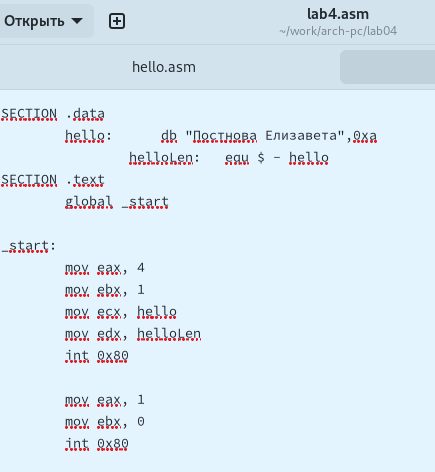 Открыть
lab4.asm
~/work/arch-pc/lab04
hello.asm
SECTION .data
hello: db "Постнова Елизавета",0xa
helloLen: equ $ - hello
SECTION .text
global _start
_start:
mov eax, 4
mov ebx, 1
mov ecx, hello
mov edx, helloLen
int 0x80
mov eax, 1
mov ebx, 0
int 0x80